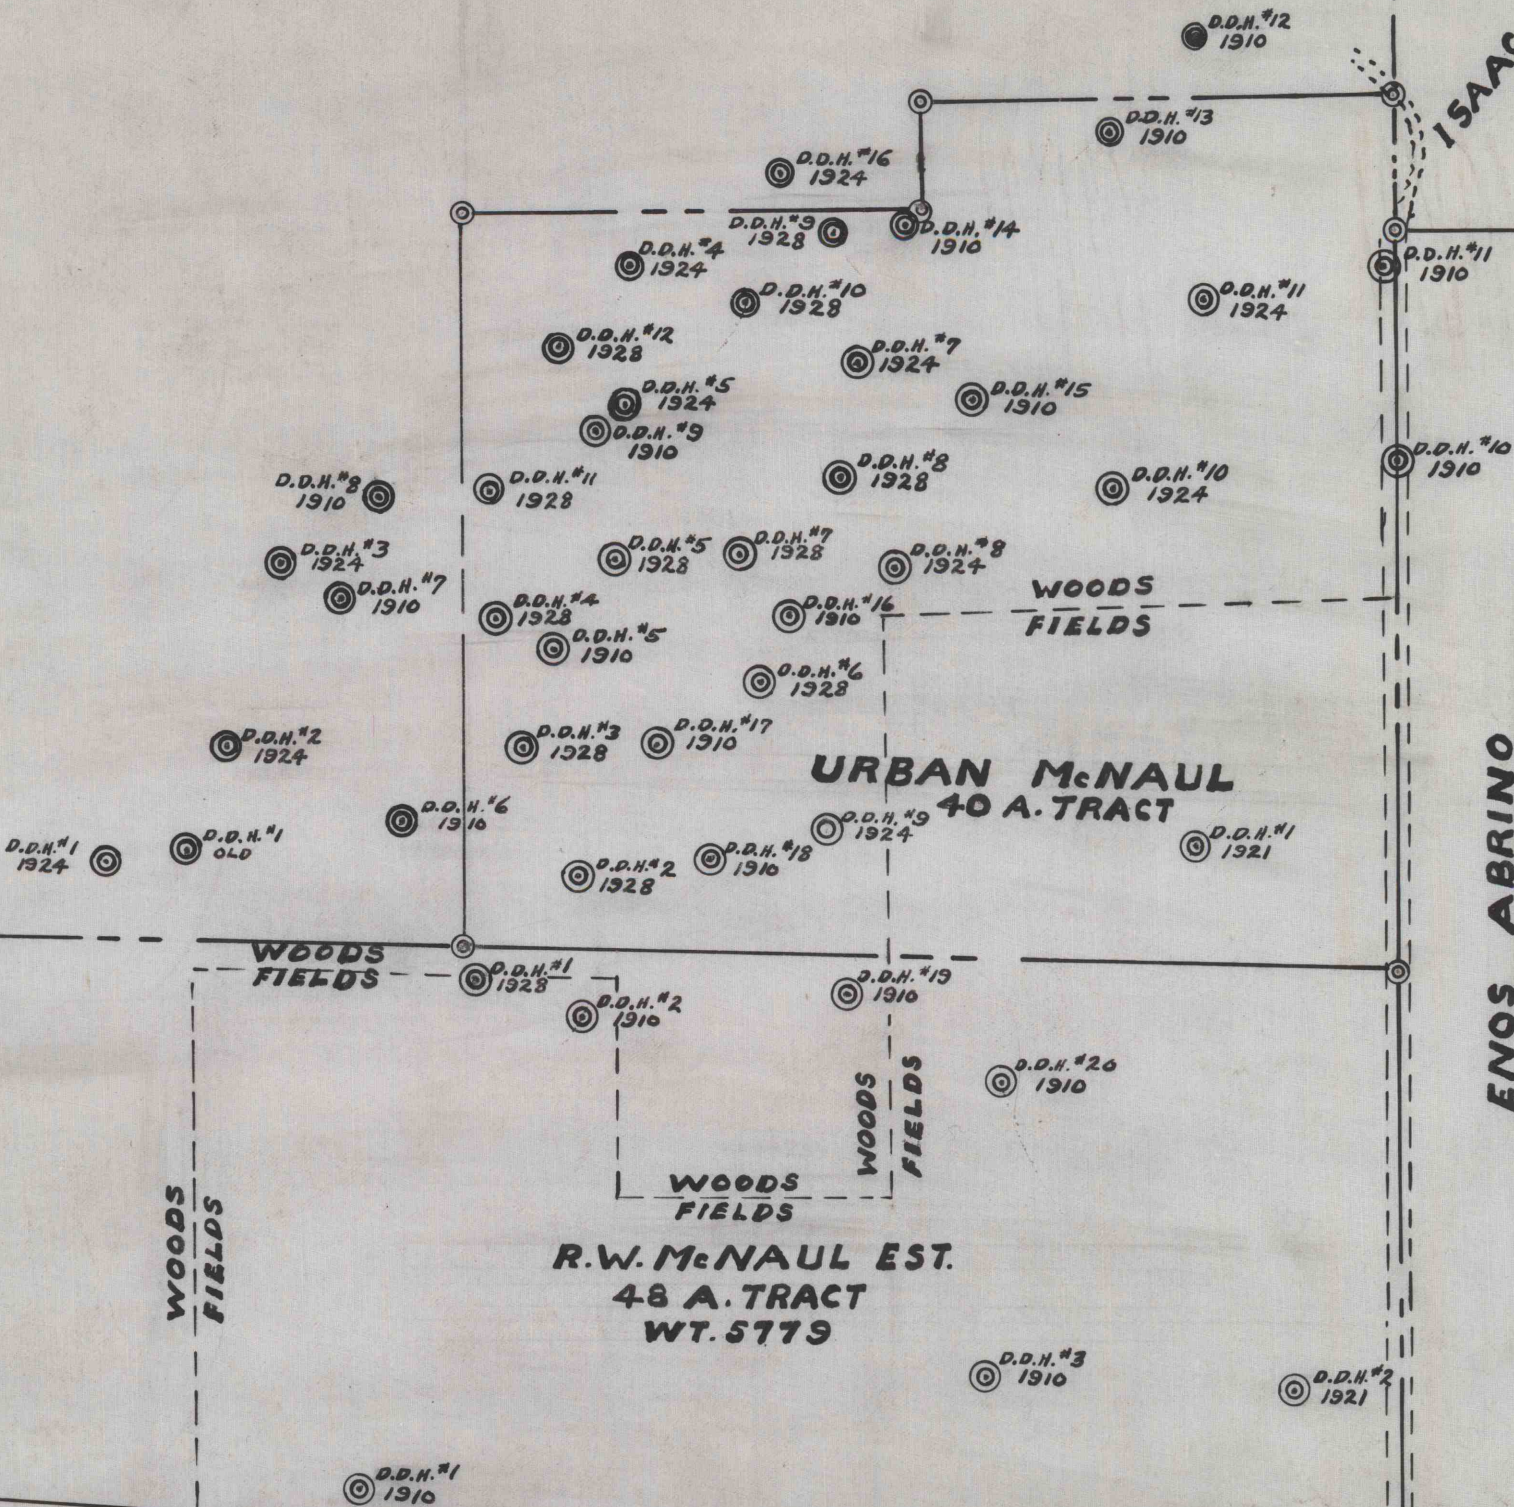 D.D.H. #12
1910
ISAAC
D.D.H. #13
1910
D.D.H. #16
1924
D.D.H. #9
1928
D.D.H. #14
1910
D.D.H. #4
1924
D.D.H. #11
1910
D.D.H. #10
1928
D.D.H. #11
1924
D.D.H. #12
1928
D.D.H. #7
1924
D.D.H. #5
1924
D.D.H. #15
1910
D.D.H. #9
1910
D.D.H. #10
1910
D.D.H. #8
1910
D.D.H. #11
1928
D.D.H. #8
1928
D.D.H. #10
1924
D.D.H. #3
1924
D.D.H. #5
1928
D.D.H. #7
1928
D.D.H. #8
1924
D.D.H. #7
1910
D.D.H. #4
1928
D.D.H. #16
1910
WOODS
FIELDS
D.D.H. #5
1910
D.D.H. #6
1928
D.D.H. #2
1924
D.D.H. #3
1928
D.D.H. #17
1910
URBAN McNAUL
40 A. TRACT
D.D.H. #6
1910
D.D.H. #9
1924
D.D.H. #1
1921
D.D.H. #1
1924
D.D.H. #1
OLD
D.D.H. #2
1928
D.D.H. #18
1910
ENOS ABRINO
WOODS
FIELDS
D.D.H. #1
1928
D.D.H. #2
1910
D.D.H. #19
1910
D.D.H. #20
1910
WOODS
FIELDS
WOODS
FIELDS
WOODS
FIELDS
R.W. McNAUL EST.
48 A. TRACT
WT. 5779
D.D.H. #3
1910
D.D.H. #2
1921
D.D.H. #1
1910